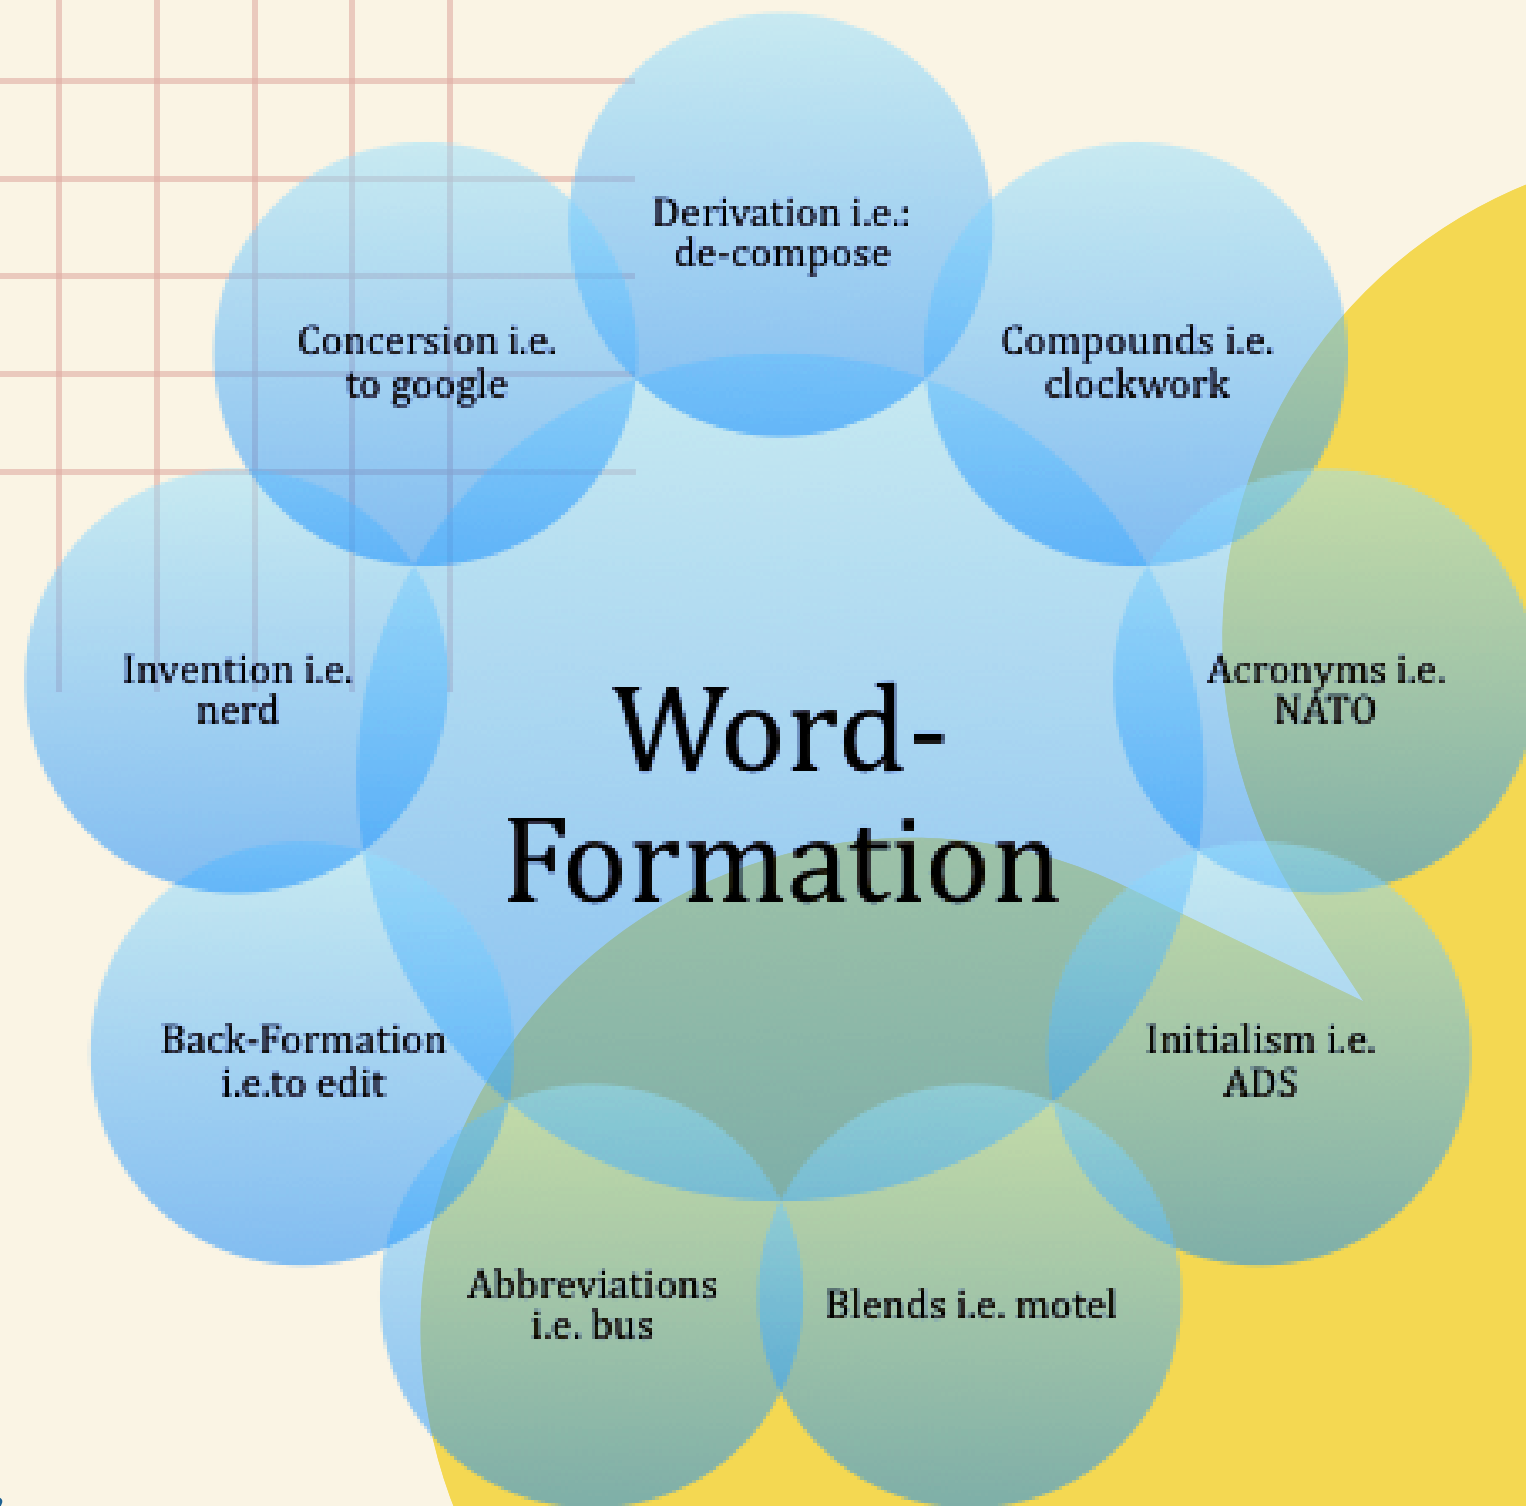 Word-
Formation
Derivation i.e.:
de-compose
Compounds i.e.
clockwork
Acronyms i.e.
NATO
Initialism i.e.
ADS
Blends i.e. motel
Abbreviations
i.e. bus
Back-Formation
i.e.to edit
Invention i.e.
nerd
Concersion i.e.
to google